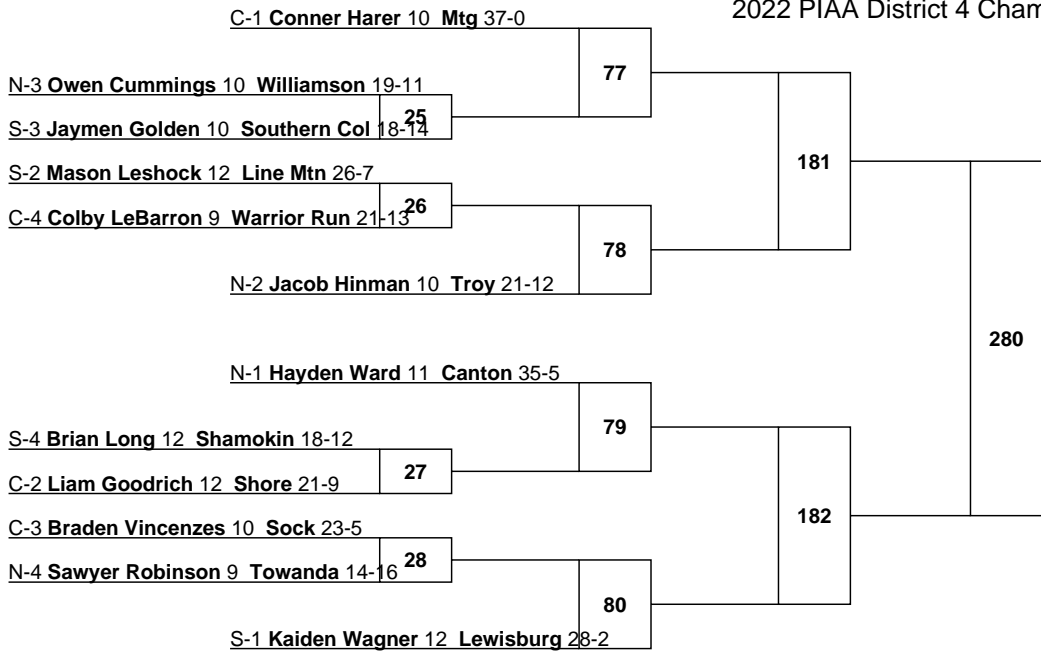 2022 PIAA District 4 Cham
C-1 Conner Harer 10 Mtg 37-0
77
N-3 Owen Cummings 10 Williamson 19-11
25
S-3 Jaymen Golden 10 Southern Col 18-14
181
S-2 Mason Leshock 12 Line Mtn 26-7
26
C-4 Colby LeBarron 9 Warrior Run 21-13
78
N-2 Jacob Hinman 10 Troy 21-12
280
N-1 Hayden Ward 11 Canton 35-5
79
S-4 Brian Long 12 Shamokin 18-12
27
C-2 Liam Goodrich 12 Shore 21-9
182
C-3 Braden Vincenzes 10 Sock 23-5
28
N-4 Sawyer Robinson 9 Towanda 14-16
80
S-1 Kaiden Wagner 12 Lewisburg 28-2